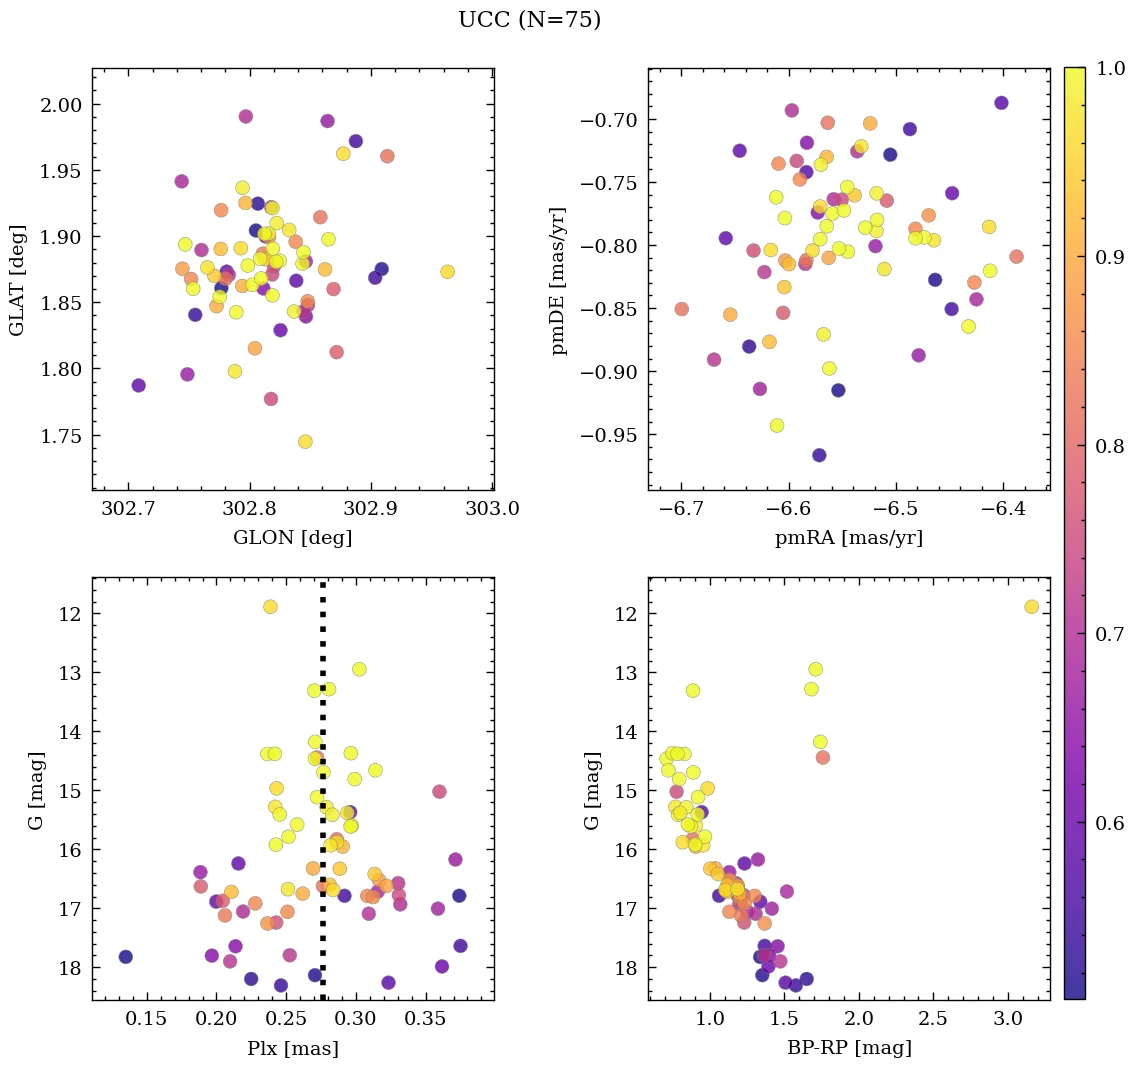 UCC (N=75)
2.00
1.95
1.90
1.85
1.80
1.75
GLAT [deg]
302.7 302.8 302.9 303.0
GLON [deg]
−0.70
−0.75
−0.80
−0.85
−0.90
−0.95
pmDE [mas/yr]
−6.7 −6.6 −6.5 −6.4
pmRA [mas/yr]
12
13
14
15
16
17
18
G [mag]
0.15 0.20 0.25 0.30 0.35
Plx [mas]
12
13
14
15
16
17
18
G [mag]
1.0 1.5 2.0 2.5 3.0
BP-RP [mag]
1.0
0.9
0.8
0.7
0.6